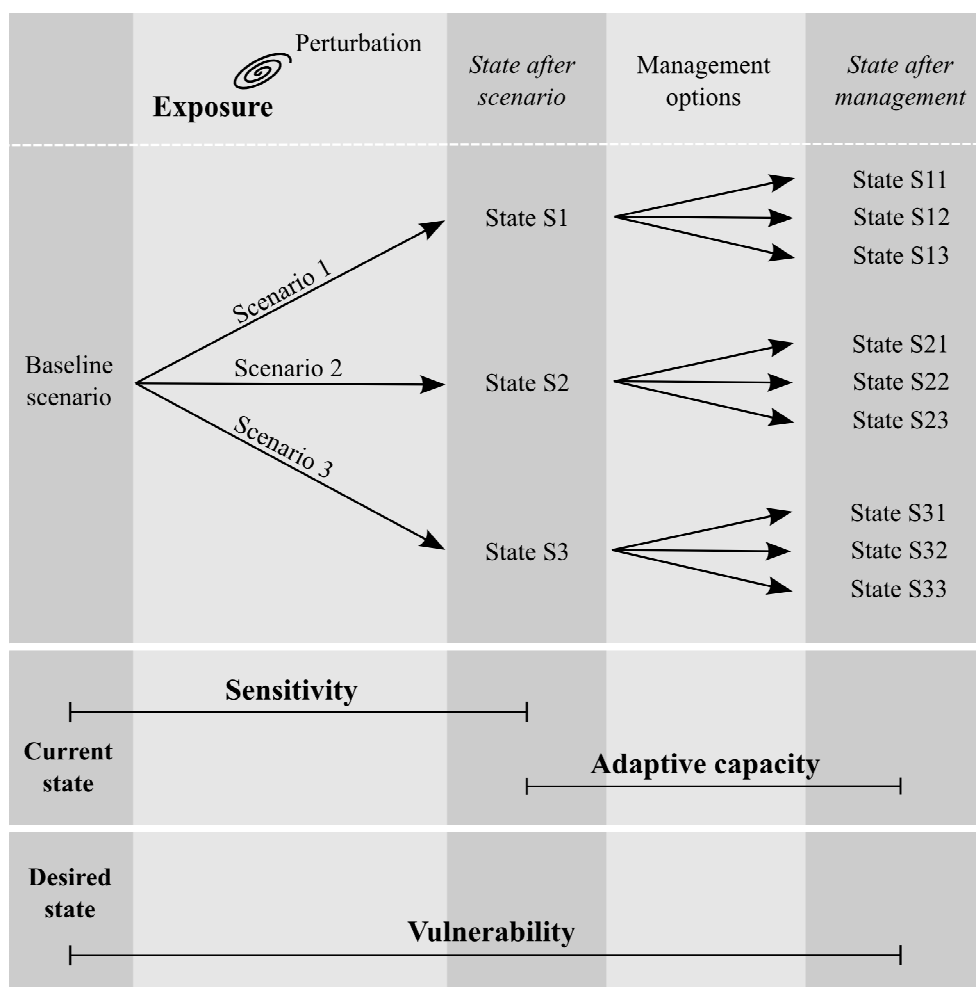 Perturbation
Exposure
State after
scenario
Management
options
State after
management
Baseline
scenario
Scenario 1
Scenario 2
Scenario 3
State S1
State S2
State S3
State S11
State S12
State S13
State S21
State S22
State S23
State S31
State S32
State S33
Sensitivity
Current
state
Adaptive capacity
Desired
state
Vulnerability